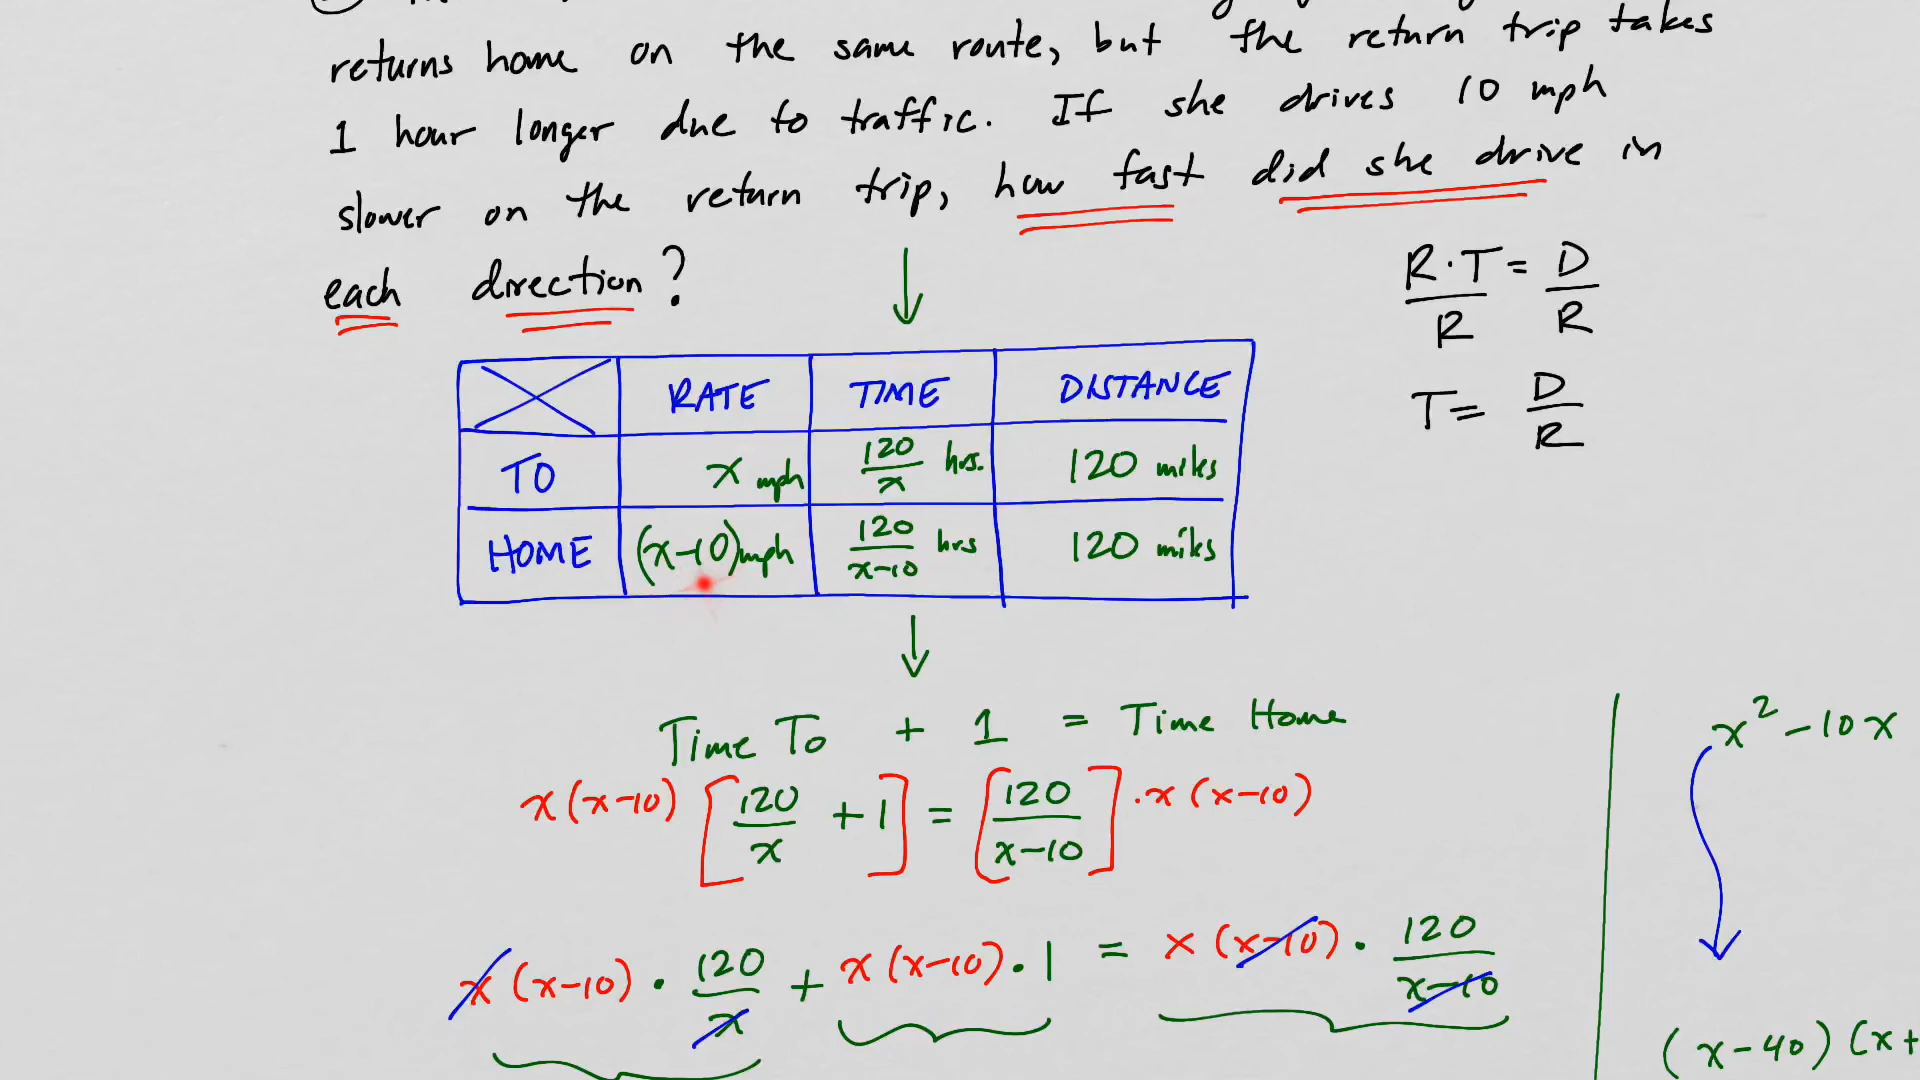 returns home on the same route, but the return trip takes
1 hour longer due to traffic. If she drives 10 mph
slower on the return trip, how fast did she drive in
each direction?
R·T/R = D/R
T = D/R
RATE TIME DISTANCE
TO x mph 120/x hrs. 120 miles
HOME (x-10)mph 120/x-10 hrs 120 miles
Time To + 1 = Time Home
x(x-10) [120/x + 1] = [120/x-10] · x(x-10)
x(x-10) · 120/x + x(x-10) · 1 = x(x-10) · 120/x-10
x² - 10x
(x-40)(x+